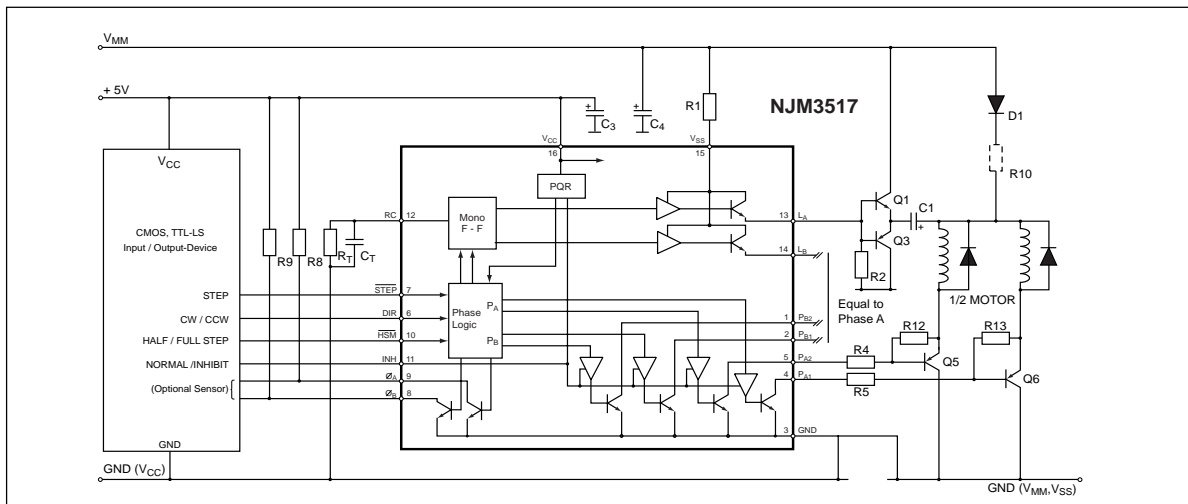 V_MM
+ 5V
NJM3517
R1
D1
C3
C4
R10
V_CC
16
V_SS
15
V_CC
PQR
CMOS, TTL-LS
Input / Output-Device
R9
R8
R_T
C_T
RC
12
Mono
F - F
13
L_A
14
L_B
Q1
Q3
C1
R2
1/2 MOTOR
Equal to
Phase A
STEP
STEP
7
CW / CCW
DIR
6
HALF / FULL STEP
HSM
10
NORMAL /INHIBIT
INH
11
(Optional Sensor)
Ø_A
9
Ø_B
8
Phase
Logic
P_A
P_B
1
P_B2
2
P_B1
5
P_A2
4
P_A1
3
GND
R12
R13
R4
R5
Q5
Q6
GND
GND (V_CC)
GND (V_MM,V_SS)